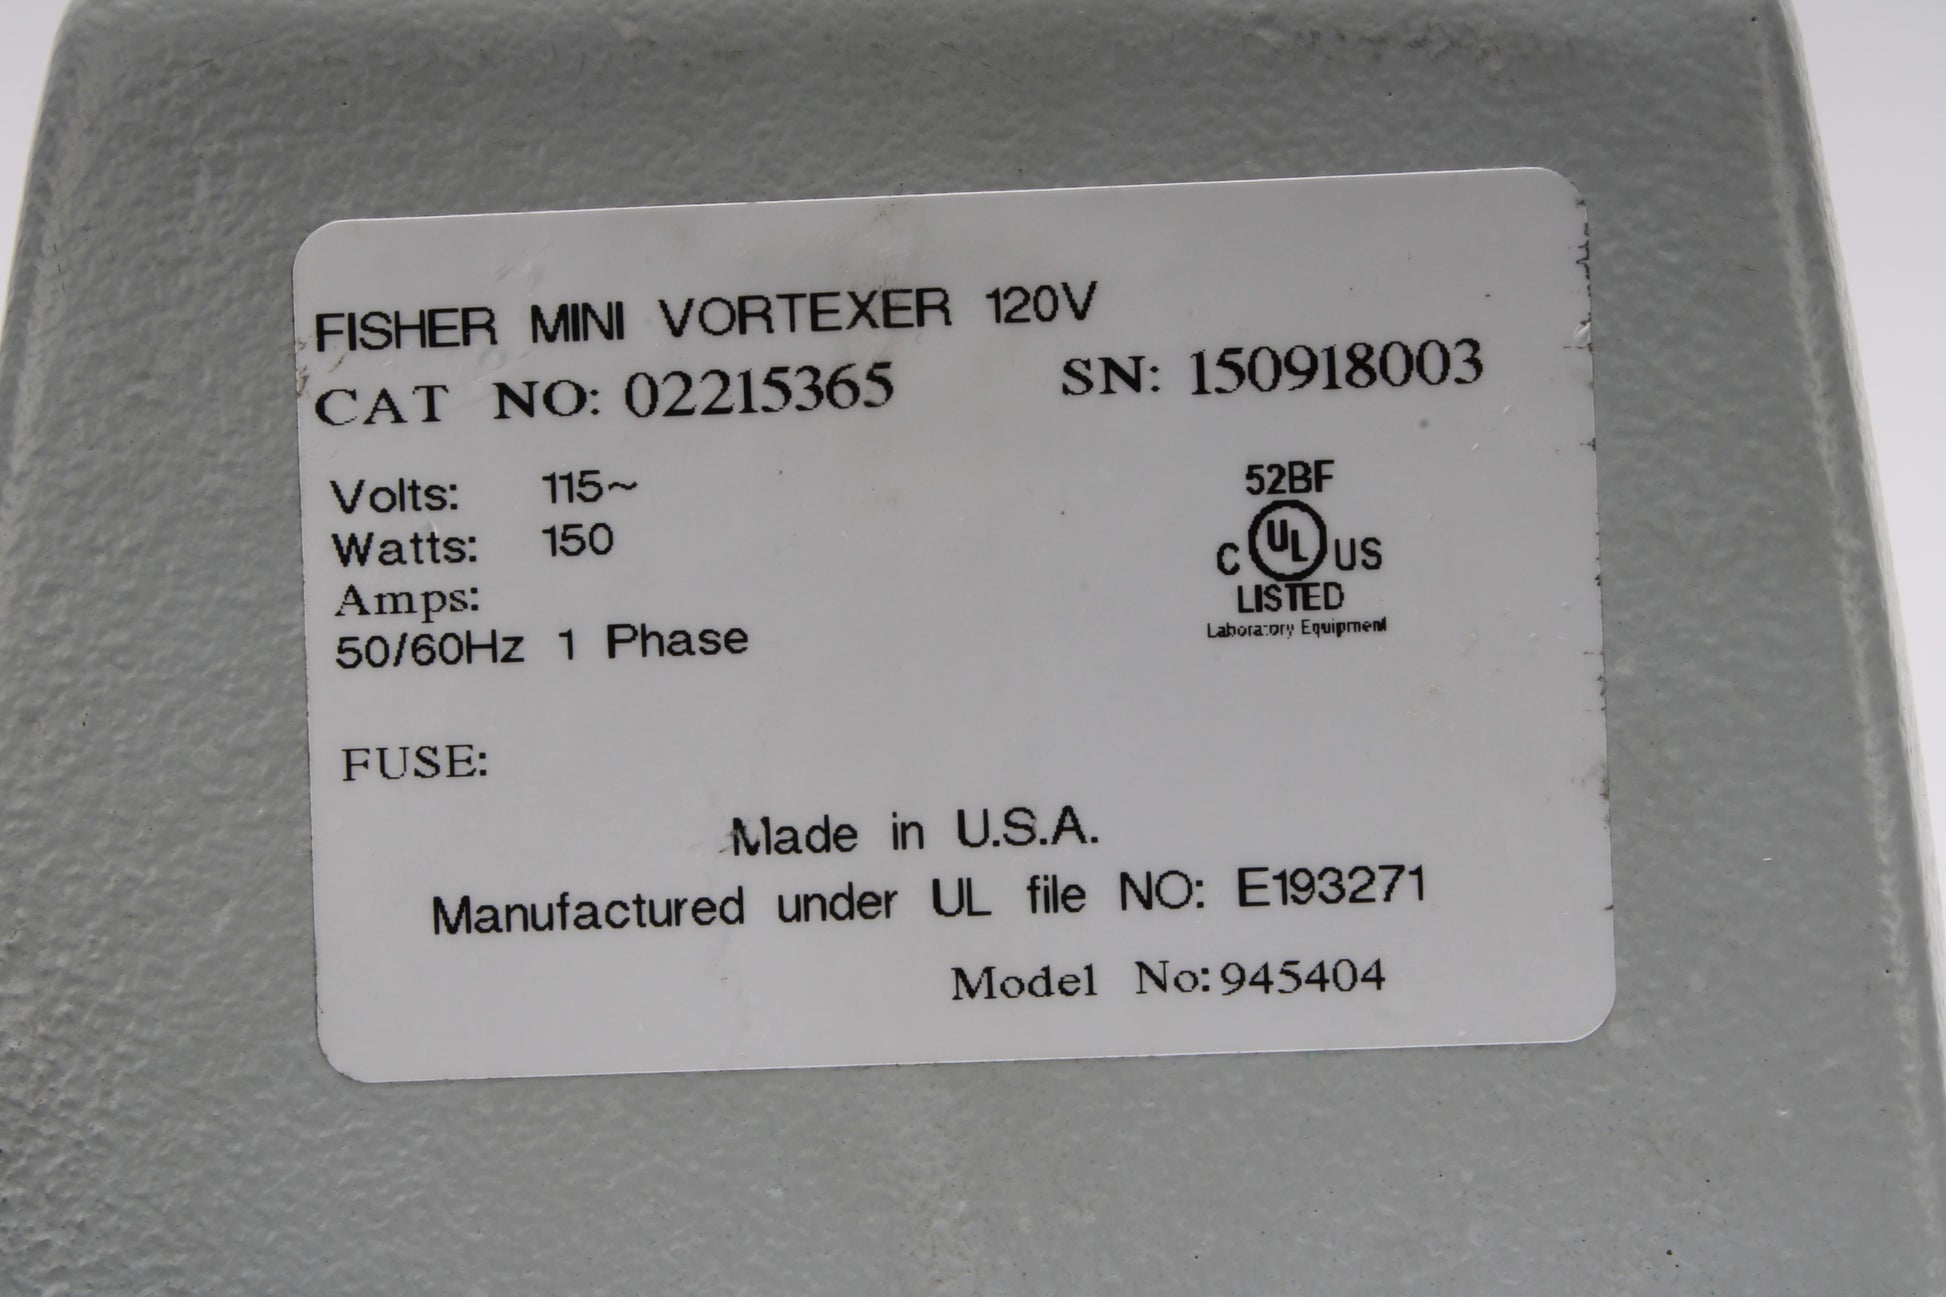 FISHER MINI VORTEXER 120V
CAT NO: 02215365 SN: 150918003
Volts: 115~
Watts: 150
Amps:
50/60Hz 1 Phase
52BF
C UL US
LISTED
Laboratory Equipment
FUSE:
Made in U.S.A.
Manufactured under UL file NO: E193271
Model No: 945404